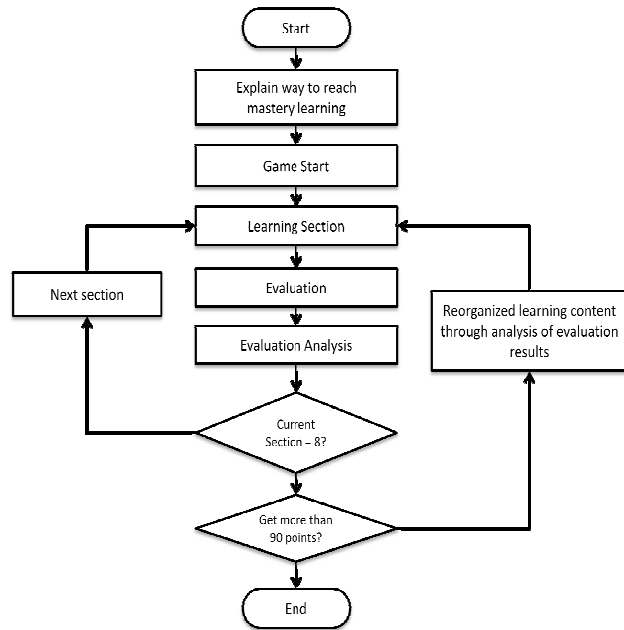 Start
Explain way to reach
mastery learning
Game Start
Learning Section
Next section
Evaluation
Reorganized learning content
through analysis of evaluation
results
Evaluation Analysis
Current
Section – 8?
Get more than
90 points?
End